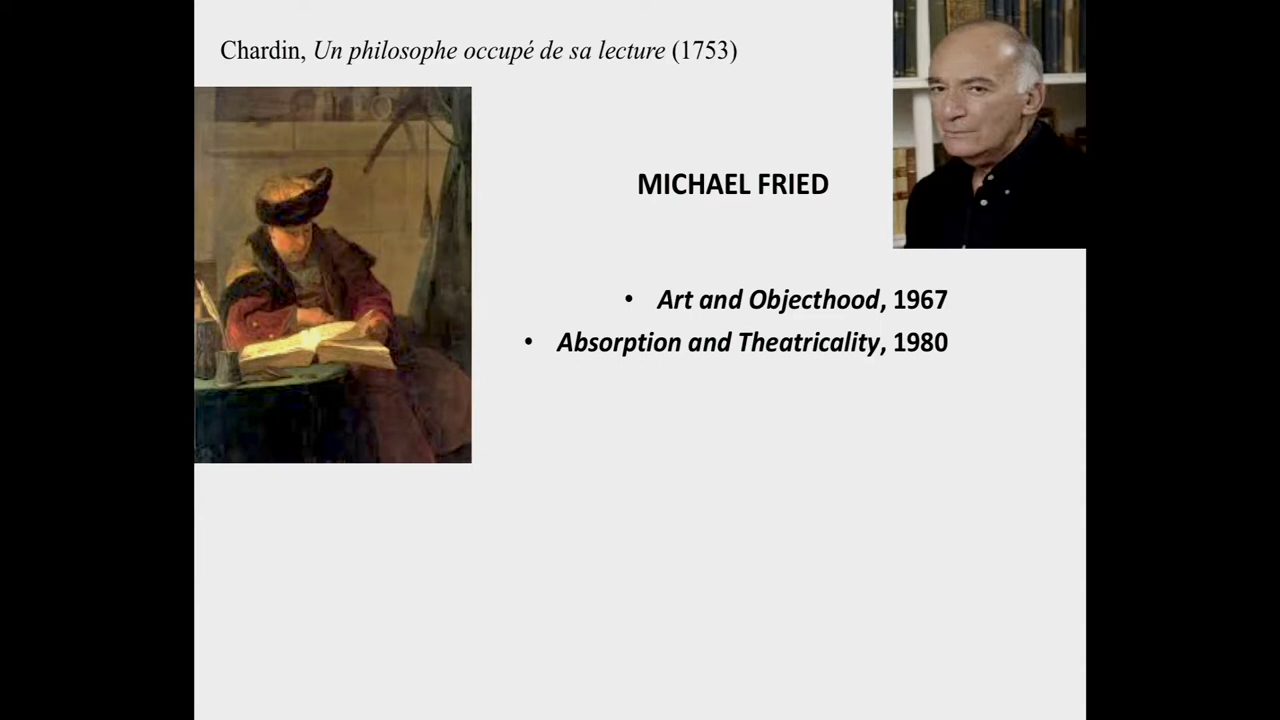 Chardin, Un philosophe occupé de sa lecture (1753)
MICHAEL FRIED
• Art and Objecthood, 1967
• Absorption and Theatricality, 1980